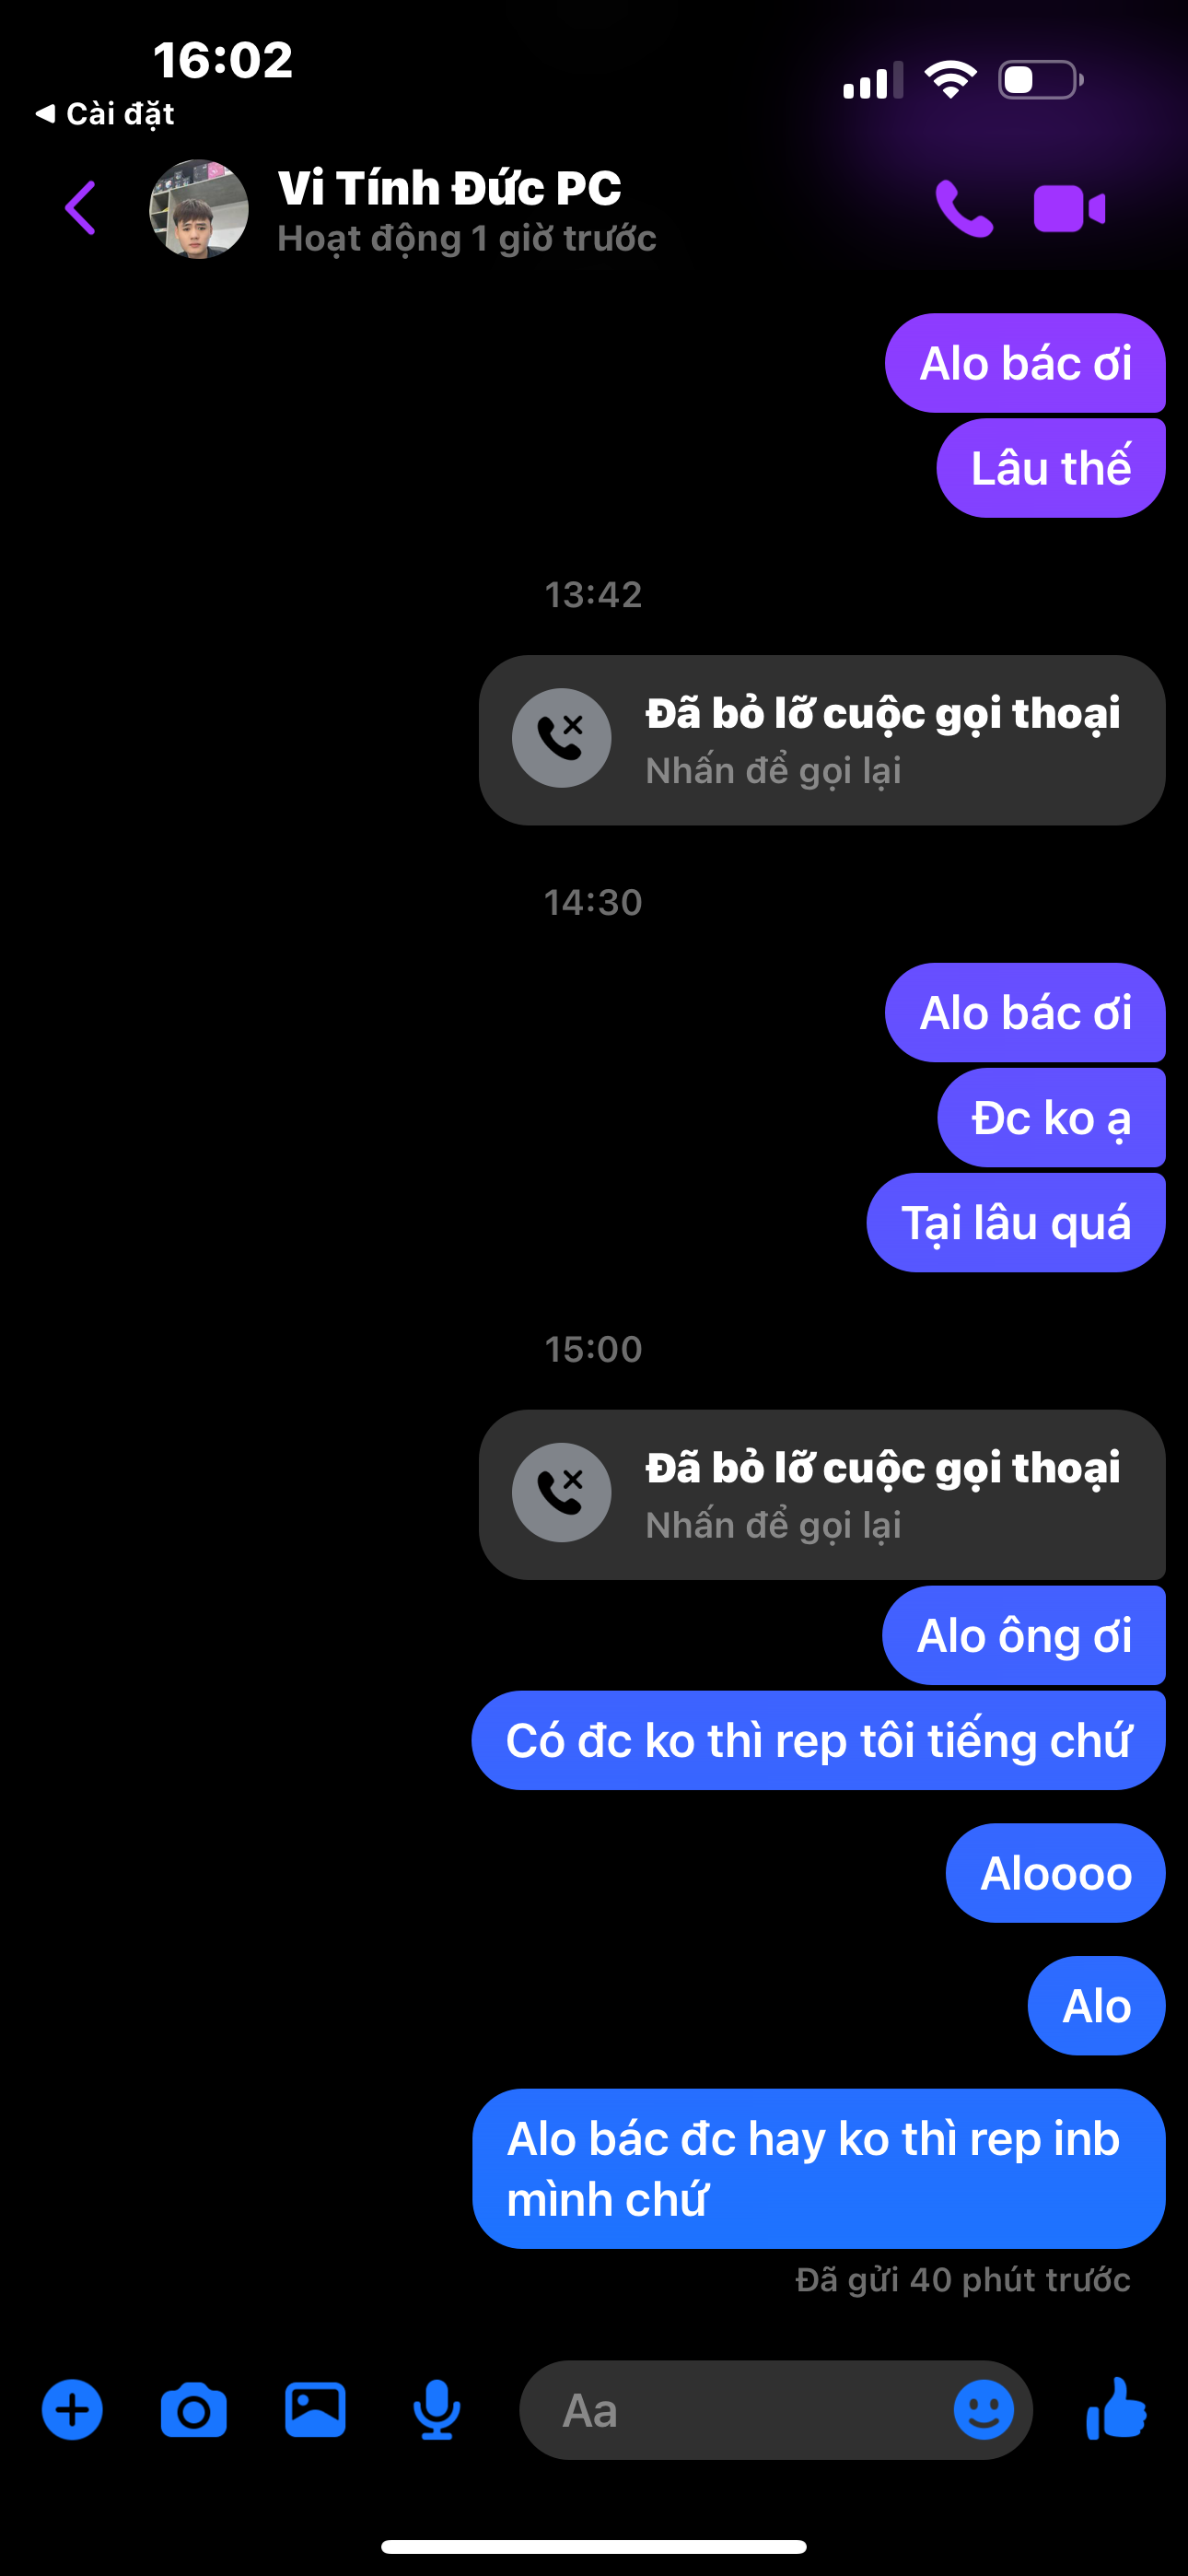 16:02
Cài đặt
Vi Tính Đức PC
Hoạt động 1 giờ trước
Alo bác ơi
Lâu thế
13:42
Đã bỏ lỡ cuộc gọi thoại
Nhấn để gọi lại
14:30
Alo bác ơi
Đc ko ạ
Tại lâu quá
15:00
Đã bỏ lỡ cuộc gọi thoại
Nhấn để gọi lại
Alo ông ơi
Có đc ko thì rep tôi tiếng chứ
Aloooo
Alo
Alo bác đc hay ko thì rep inb
mình chứ
Đã gửi 40 phút trước
Aa